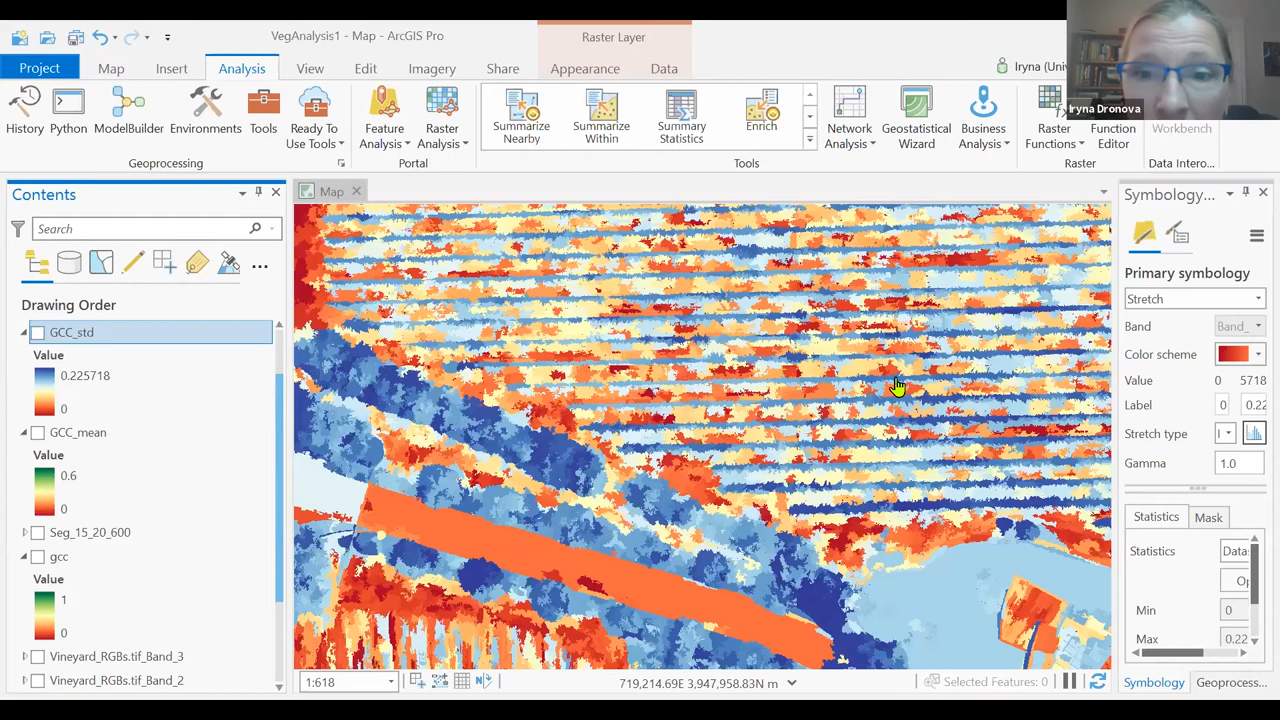 VegAnalysis1 - Map - ArcGIS Pro
Raster Layer
Project
Map
Insert
Analysis
View
Edit
Imagery
Share
Appearance
Data
Iryna (Univ
Iryna Dronova
History
Python
ModelBuilder
Environments
Tools
Ready To
Use Tools
Feature
Analysis
Raster
Analysis
Summarize
Nearby
Summarize
Within
Summary
Statistics
Enrich
Network
Analysis
Geostatistical
Wizard
Business
Analysis
Raster
Functions
Function
Editor
Workbench
Geoprocessing
Portal
Tools
Raster
Data Intero...
Contents
Map
Symbology...
Search
Drawing Order
GCC_std
Value
0.225718
0
GCC_mean
Value
0.6
0
Seg_15_20_600
gcc
Value
1
0
Vineyard_RGBs.tif_Band_3
Vineyard_RGBs.tif_Band_2
1:618
719,214.69E 3,947,958.83N m
Selected Features: 0
Primary symbology
Stretch
Band
Band_
Color scheme
Value
0
5718
Label
0
0.22
Stretch type
Gamma
1.0
Statistics
Mask
Statistics
Data
Op
Min
0
Max
0.22
Symbology
Geoprocess...